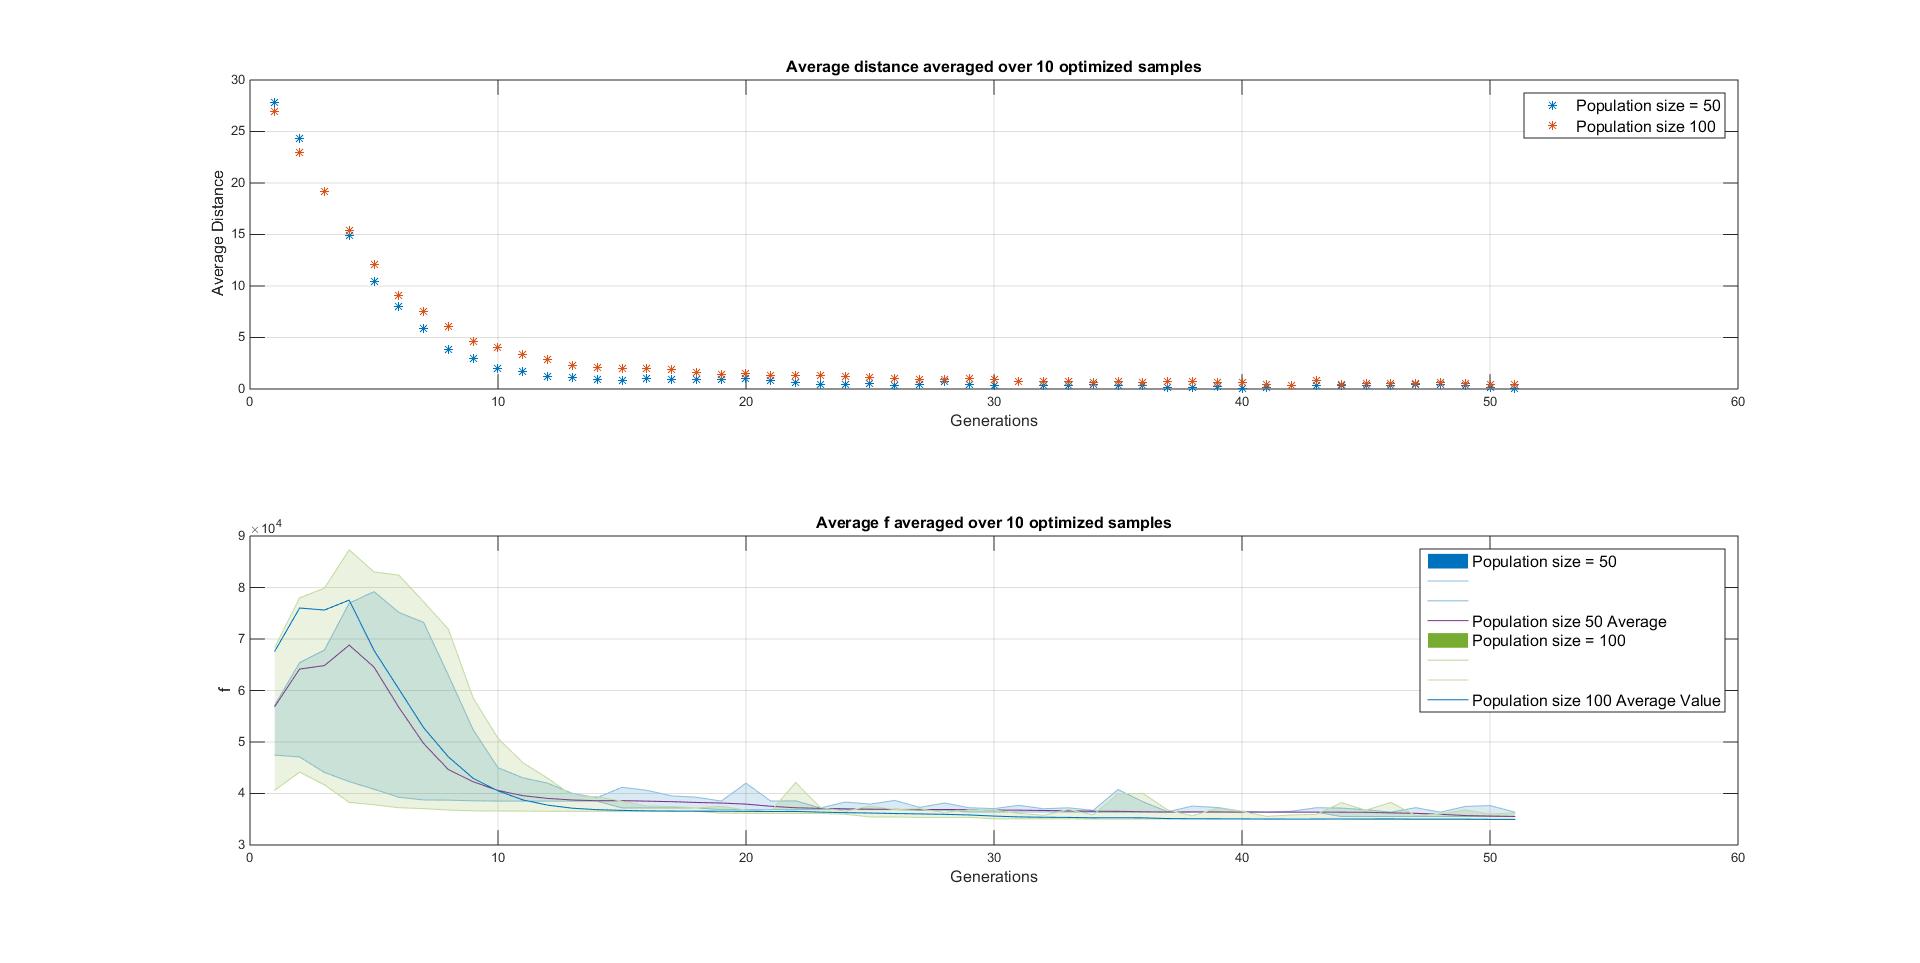 Average distance averaged over 10 optimized samples
30
25
20
15
10
5
0
Average Distance
0 10 20 30 40 50 60
Generations
Population size = 50
Population size 100
Average f averaged over 10 optimized samples
×10^4
9
8
7
6
5
4
3
f
0 10 20 30 40 50 60
Generations
Population size = 50
Population size 50 Average
Population size = 100
Population size 100 Average Value